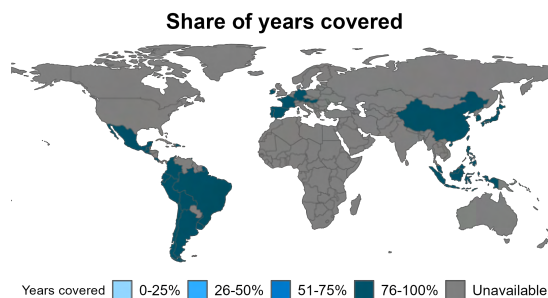 Share of years covered
Years covered 0-25% 26-50% 51-75% 76-100% Unavailable